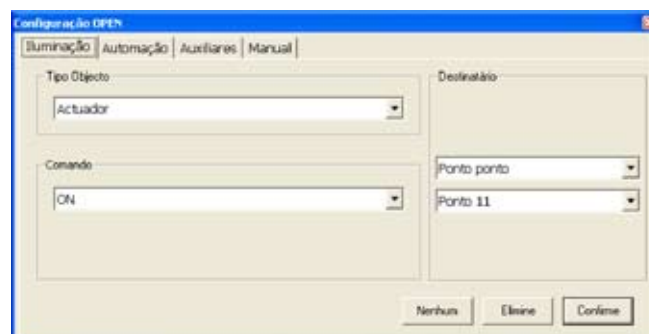 Configuração OPEN
Iluminação Automação Auxiliares Manual
Tipo Objecto
Actuador
Destinatário
Comando
ON
Ponto ponto
Ponto 11
Nenhum Elimine Confirme